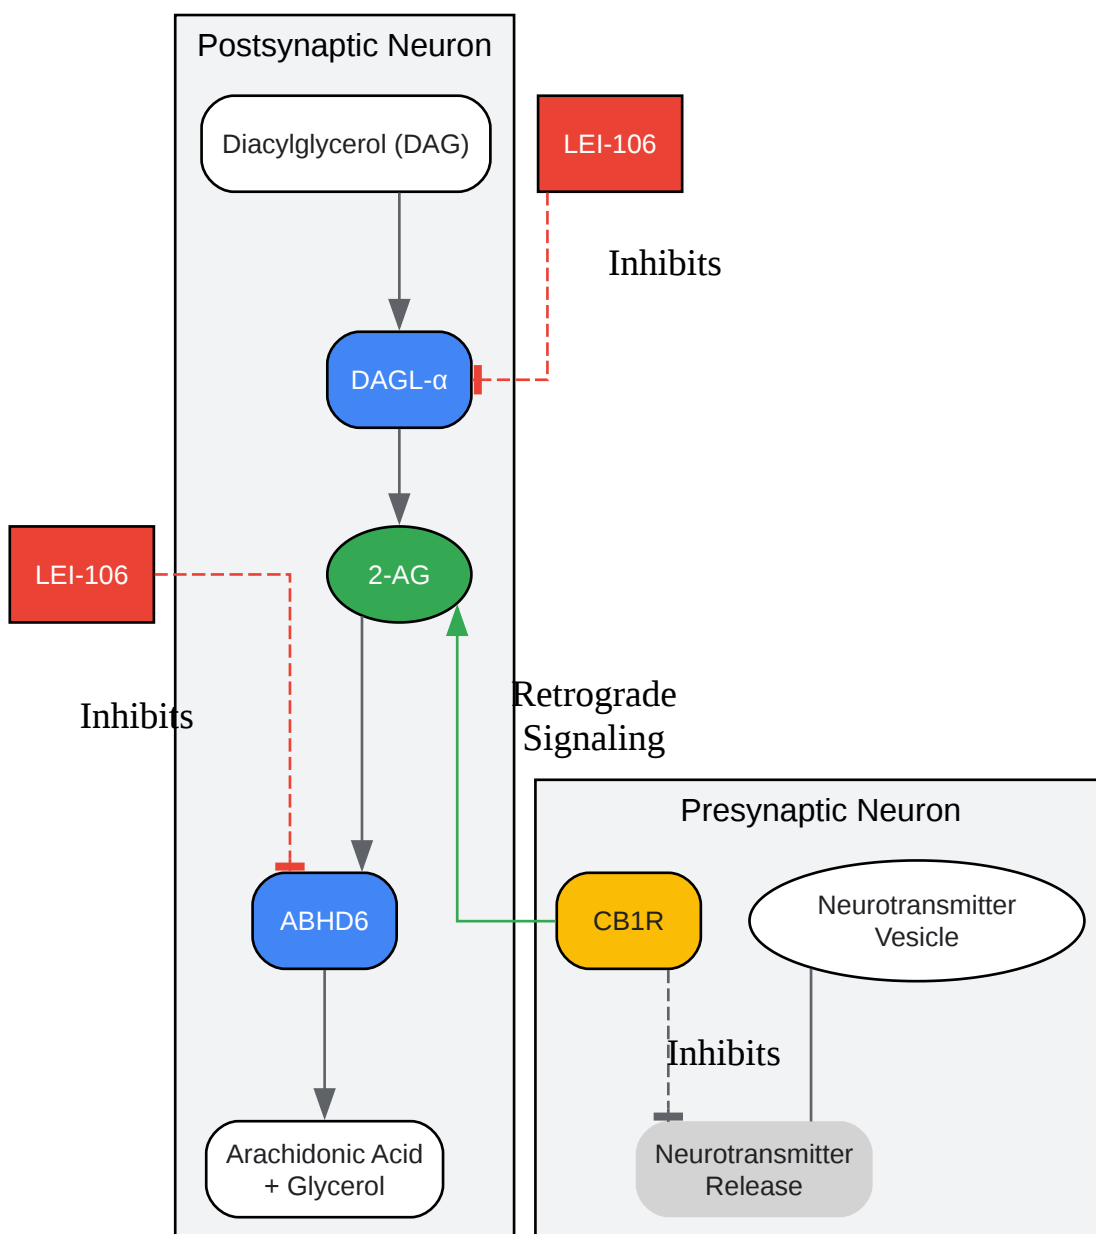 Postsynaptic Neuron
Diacylglycerol (DAG)
LEI-106
Inhibits
DAGL-α
LEI-106
2-AG
Inhibits
Retrograde
Signaling
Presynaptic Neuron
ABHD6
CB1R
Neurotransmitter
Vesicle
Inhibits
Arachidonic Acid
+ Glycerol
Neurotransmitter
Release